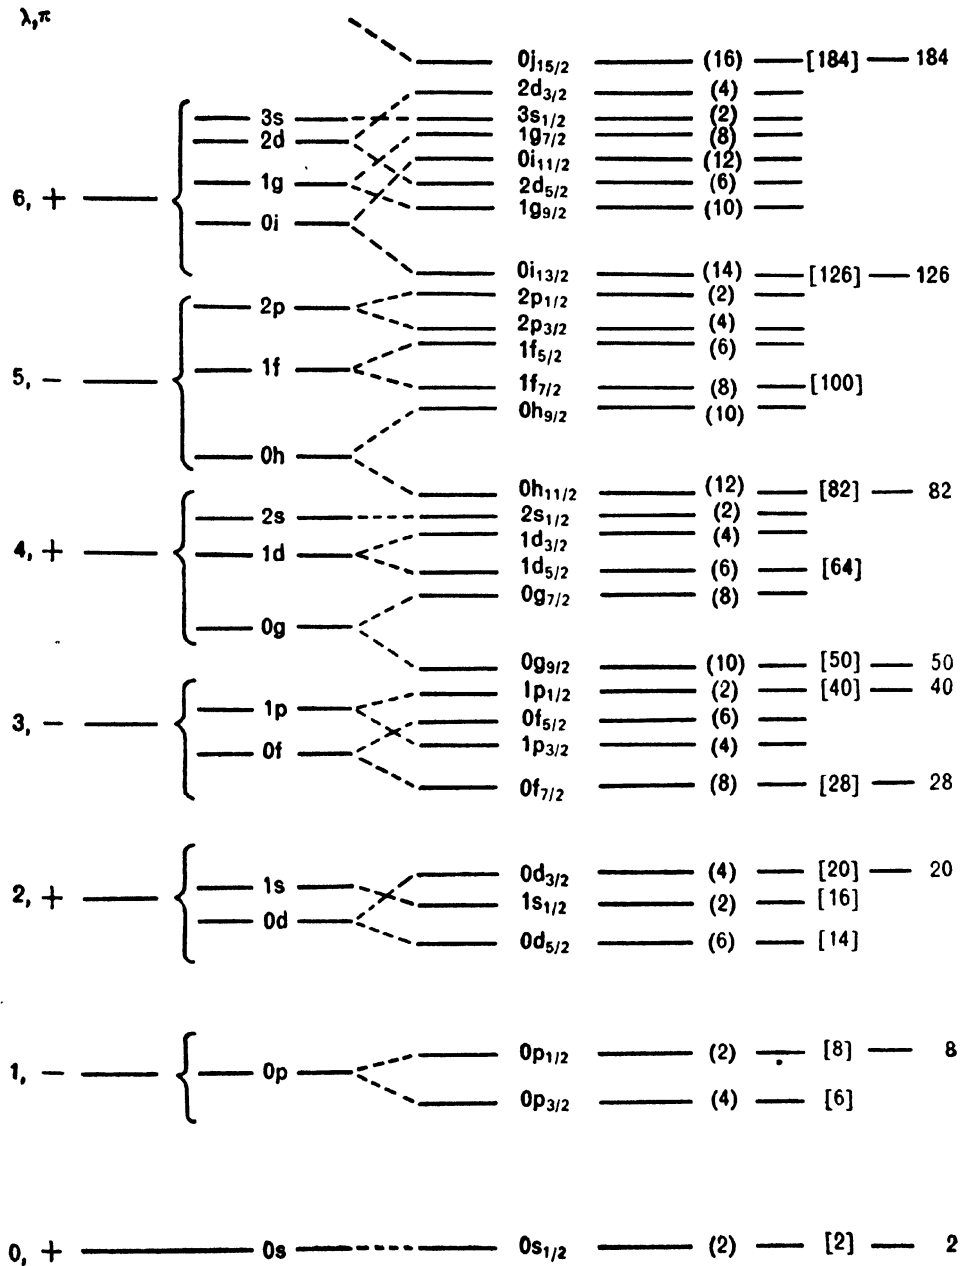 λ,π
0j15/2 (16) [184] 184
2d3/2 (4)
3s 3s1/2 (2)
2d 1g7/2 (8)
0i11/2 (12)
1g 2d5/2 (6)
6, + 1g9/2 (10)
0i
0i13/2 (14) [126] 126
2p 2p1/2 (2)
2p3/2 (4)
1f5/2 (6)
5, − 1f 1f7/2 (8) [100]
0h9/2 (10)
0h
0h11/2 (12) [82] 82
2s 2s1/2 (2)
1d3/2 (4)
4, + 1d 1d5/2 (6) [64]
0g7/2 (8)
0g
0g9/2 (10) [50] 50
1p1/2 (2) [40] 40
3, − 1p 0f5/2 (6)
0f 1p3/2 (4)
0f7/2 (8) [28] 28
0d3/2 (4) [20] 20
2, + 1s 1s1/2 (2) [16]
0d 0d5/2 (6) [14]
0p1/2 (2) [8] 8
1, − 0p
0p3/2 (4) [6]
0, + 0s 0s1/2 (2) [2] 2